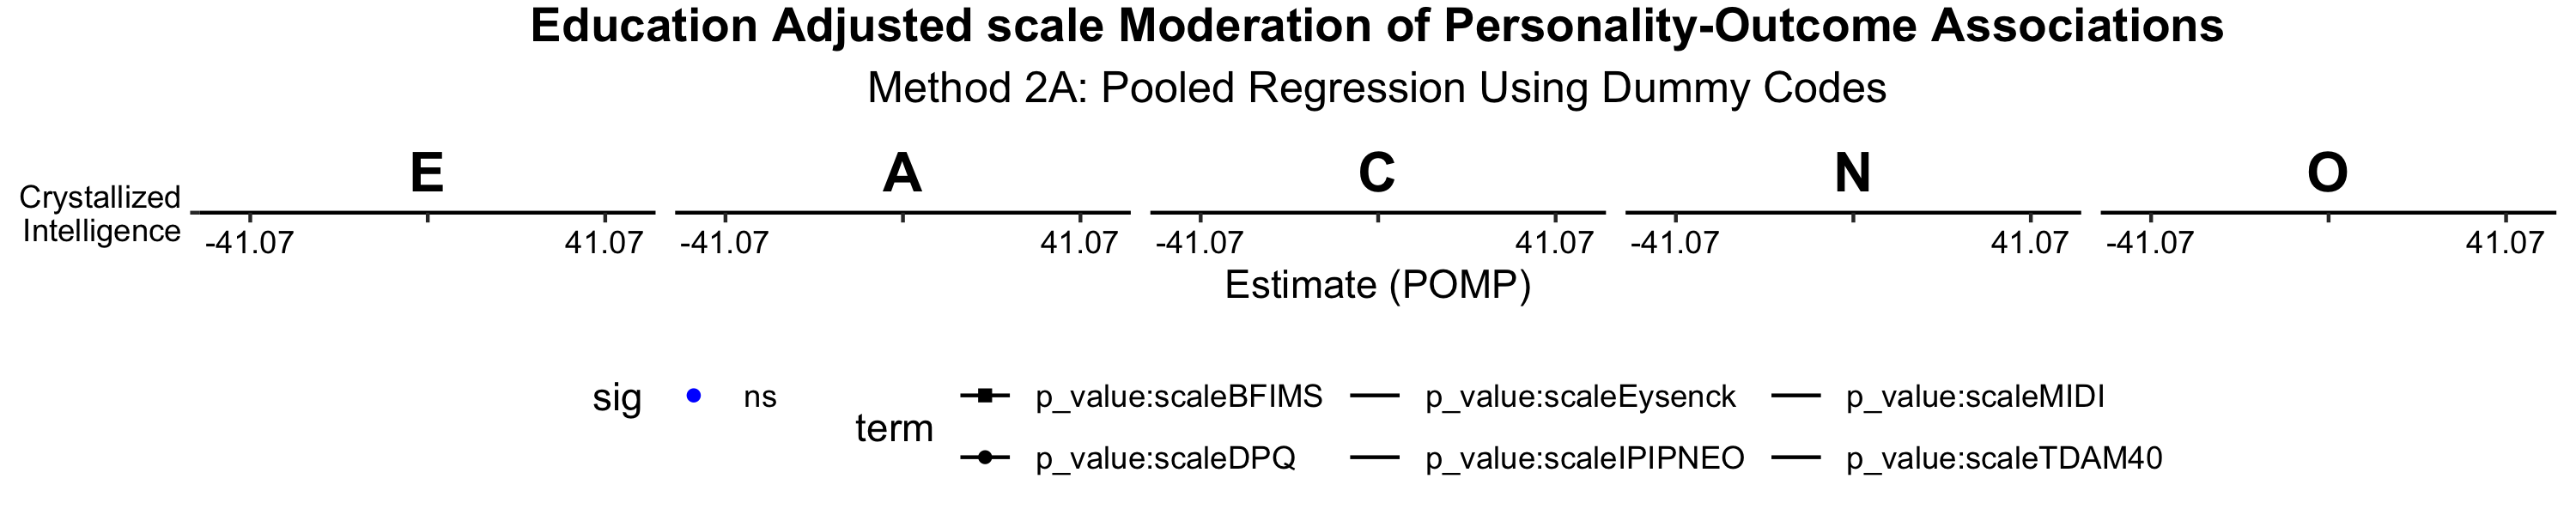 Education Adjusted scale Moderation of Personality-Outcome Associations
Method 2A: Pooled Regression Using Dummy Codes
E A C N O
Crystallized
Intelligence
-41.07 41.07 -41.07 41.07 -41.07 41.07 -41.07 41.07 -41.07 41.07
Estimate (POMP)
sig ns
term
p_value:scaleBFIMS p_value:scaleEysenck p_value:scaleMIDI
p_value:scaleDPQ p_value:scaleIPIPNEO p_value:scaleTDAM40